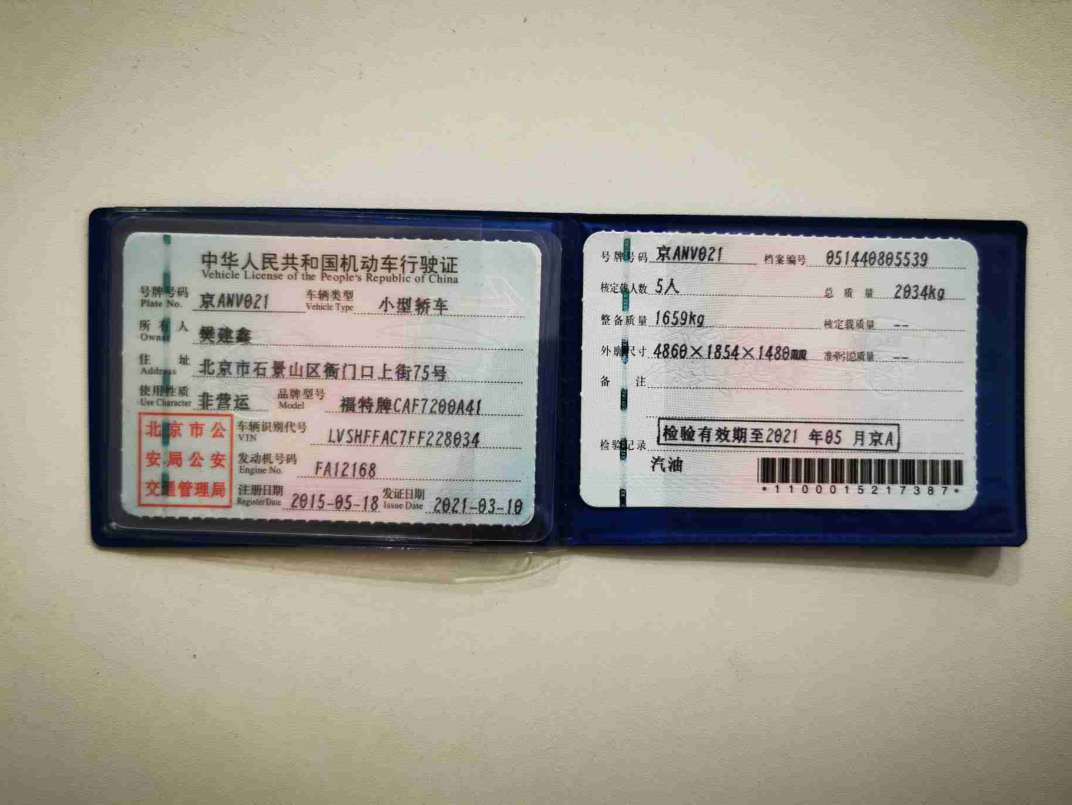 中华人民共和国机动车行驶证
Vehicle License of the People's Republic of China
号牌号码 Plate No. 京ANV021 车辆类型 Vehicle Type 小型轿车
所有人 Owner 樊建鑫
住址 Address 北京市石景山区衙门口上街75号
使用性质 Use Character 非营运 品牌型号 Model 福特牌CAF7200A41
北京市公
安局公安
交通管理局
车辆识别代号 VIN LVSHFFAC7FF228034
发动机号码 Engine No. FA12168
注册日期 Register Date 2015-05-18 发证日期 Issue Date 2021-03-10
号牌号码 京ANV021 档案编号 051440805539
核定载人数 5人 总质量 2034kg
整备质量 1659kg 核定载质量 --
外廓尺寸 4860×1854×1480mm 准牵引总质量 --
备注
检验记录 检验有效期至2021年05月京A
汽油
*1100015217387*